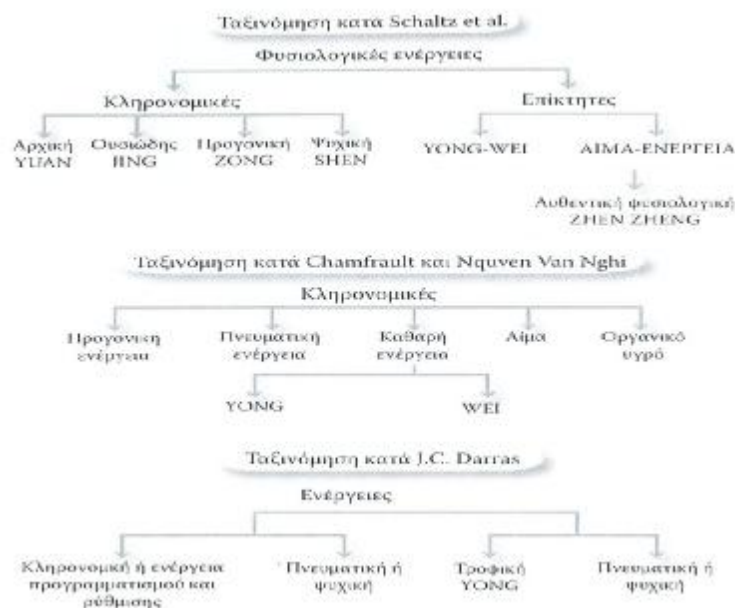 Ταξινόμηση κατά Schaltz et al.
Φυσιολογικές ενέργειες
Κληρονομικές Επίκτητες
Αρχική Ουσιώδης Προγονική Ψυχική
YUAN JING ZONG SHEN YONG-WEI ΑΙΜΑ-ΕΝΕΡΓΕΙΑ
Αυθεντική φυσιολογική
ZHEN ZHENG
Ταξινόμηση κατά Chamfrault και Nquven Van Nghi
Κληρονομικές
Προγονική Πνευματική Καθαρή Αίμα Οργανικό
ενέργεια ενέργεια ενέργεια υγρό
YONG WEI
Ταξινόμηση κατά J.C. Darras
Ενέργειες
Κληρονομκή ή ενέργεια Πνευματική ή Τροφική Πνευματική ή
προγραμματισμού και ψυχική YONG ψυχική
ρύθμισης